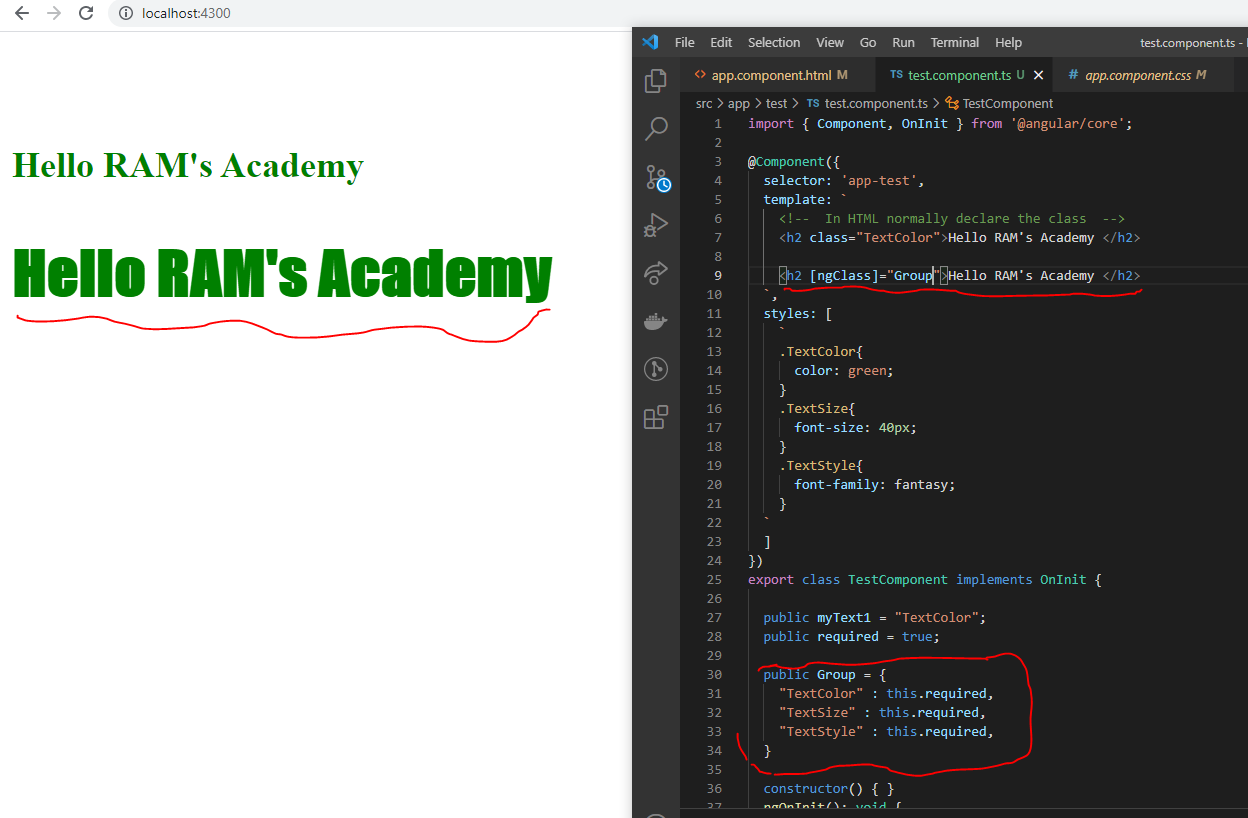 localhost:4300
Hello RAM's Academy
Hello RAM's Academy
File Edit Selection View Go Run Terminal Help test.component.ts -
<> app.component.html M TS test.component.ts U × # app.component.css M
src > app > test > TS test.component.ts > TestComponent
1 import { Component, OnInit } from '@angular/core';
2
3 @Component({
4 selector: 'app-test',
5 template: `
6 <!-- In HTML normally declare the class -->
7 <h2 class="TextColor">Hello RAM's Academy </h2>
8
9 <h2 [ngClass]="Group">Hello RAM's Academy </h2>
10 `,
11 styles: [
12 `
13 .TextColor{
14 color: green;
15 }
16 .TextSize{
17 font-size: 40px;
18 }
19 .TextStyle{
20 font-family: fantasy;
21 }
22 `
23 ]
24 })
25 export class TestComponent implements OnInit {
26
27 public myText1 = "TextColor";
28 public required = true;
29
30 public Group = {
31 "TextColor" : this.required,
32 "TextSize" : this.required,
33 "TextStyle" : this.required,
34 }
35
36 constructor() { }
37 ngOnInit(): void {